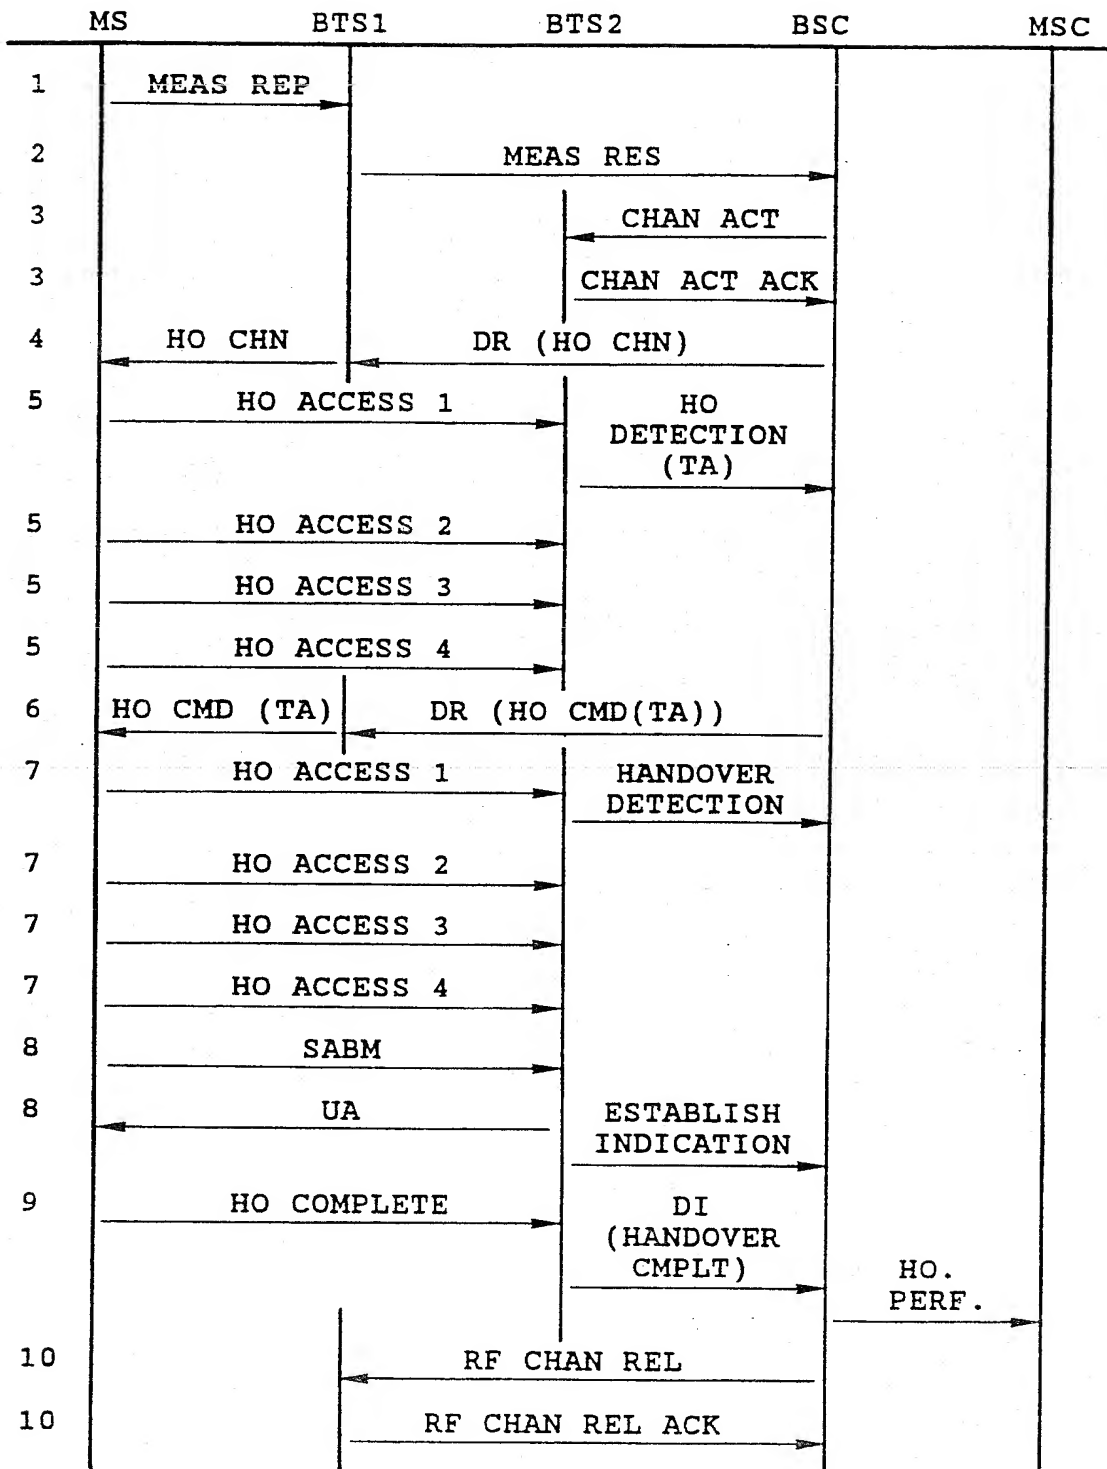 MS BTS1 BTS2 BSC MSC
1 MEAS REP
2 MEAS RES
3 CHAN ACT
3 CHAN ACT ACK
4 HO CHN DR (HO CHN)
5 HO ACCESS 1 HO
DETECTION
(TA)
5 HO ACCESS 2
5 HO ACCESS 3
5 HO ACCESS 4
6 HO CMD (TA) DR (HO CMD(TA))
7 HO ACCESS 1 HANDOVER
DETECTION
7 HO ACCESS 2
7 HO ACCESS 3
7 HO ACCESS 4
8 SABM
8 UA ESTABLISH
INDICATION
9 HO COMPLETE DI
(HANDOVER
CMPLT) HO.
PERF.
10 RF CHAN REL
10 RF CHAN REL ACK